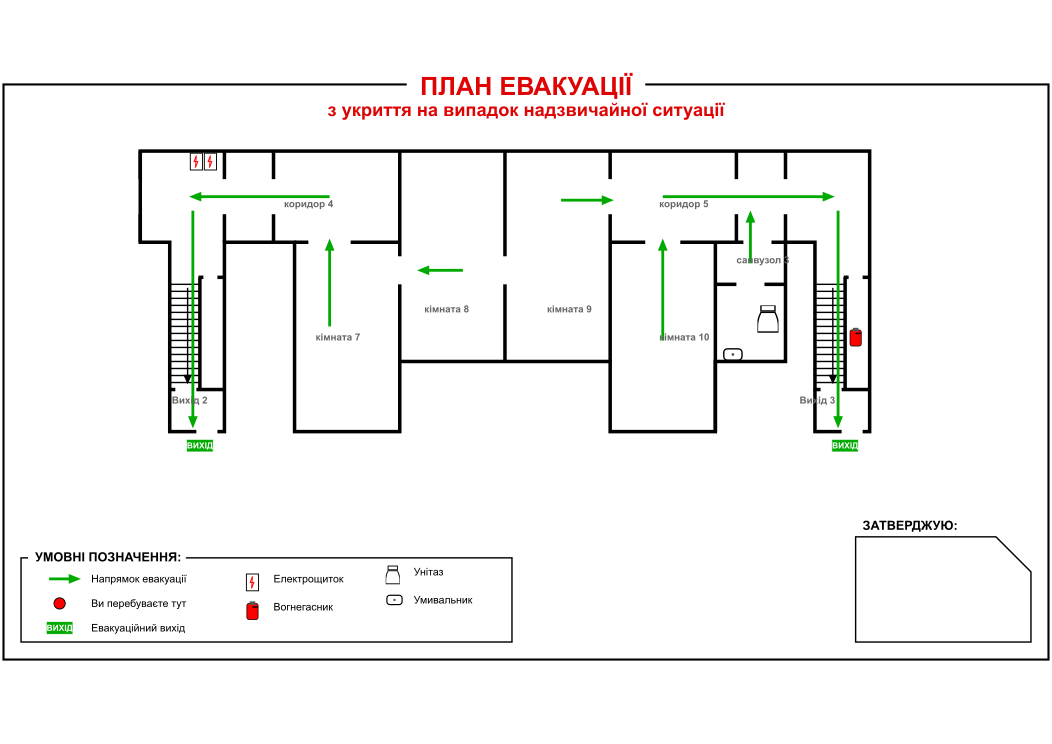 ПЛАН ЕВАКУАЦІЇ
з укриття на випадок надзвичайної ситуації
коридор 4
коридор 5
санвузол 3
кімната 8
кімната 9
кімната 7
кімната 10
Вихід 2
Вихід 3
ВИХІД
ВИХІД
ЗАТВЕРДЖУЮ:
УМОВНІ ПОЗНАЧЕННЯ:
Напрямок евакуації
Ви перебуваєте тут
ВИХІД
Евакуаційний вихід
Електрощиток
Вогнегасник
Унітаз
Умивальник